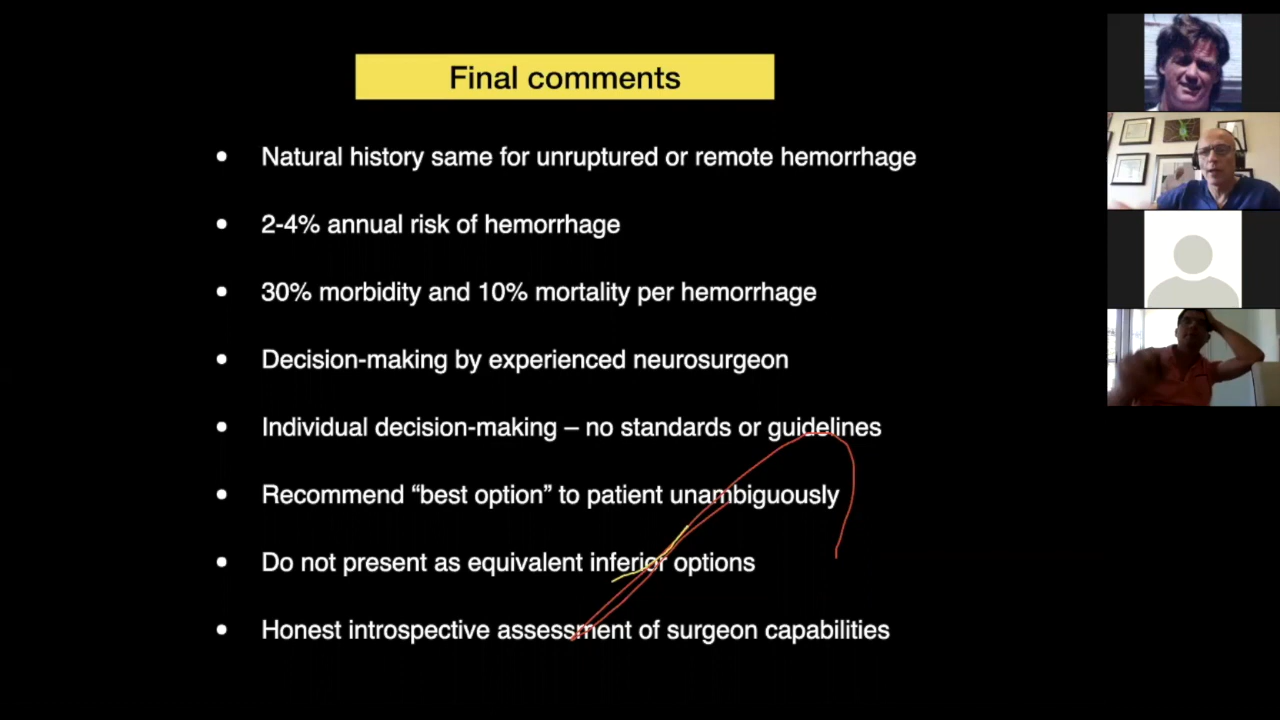 Final comments
• Natural history same for unruptured or remote hemorrhage
• 2-4% annual risk of hemorrhage
• 30% morbidity and 10% mortality per hemorrhage
• Decision-making by experienced neurosurgeon
• Individual decision-making – no standards or guidelines
• Recommend “best option” to patient unambiguously
• Do not present as equivalent inferior options
• Honest introspective assessment of surgeon capabilities